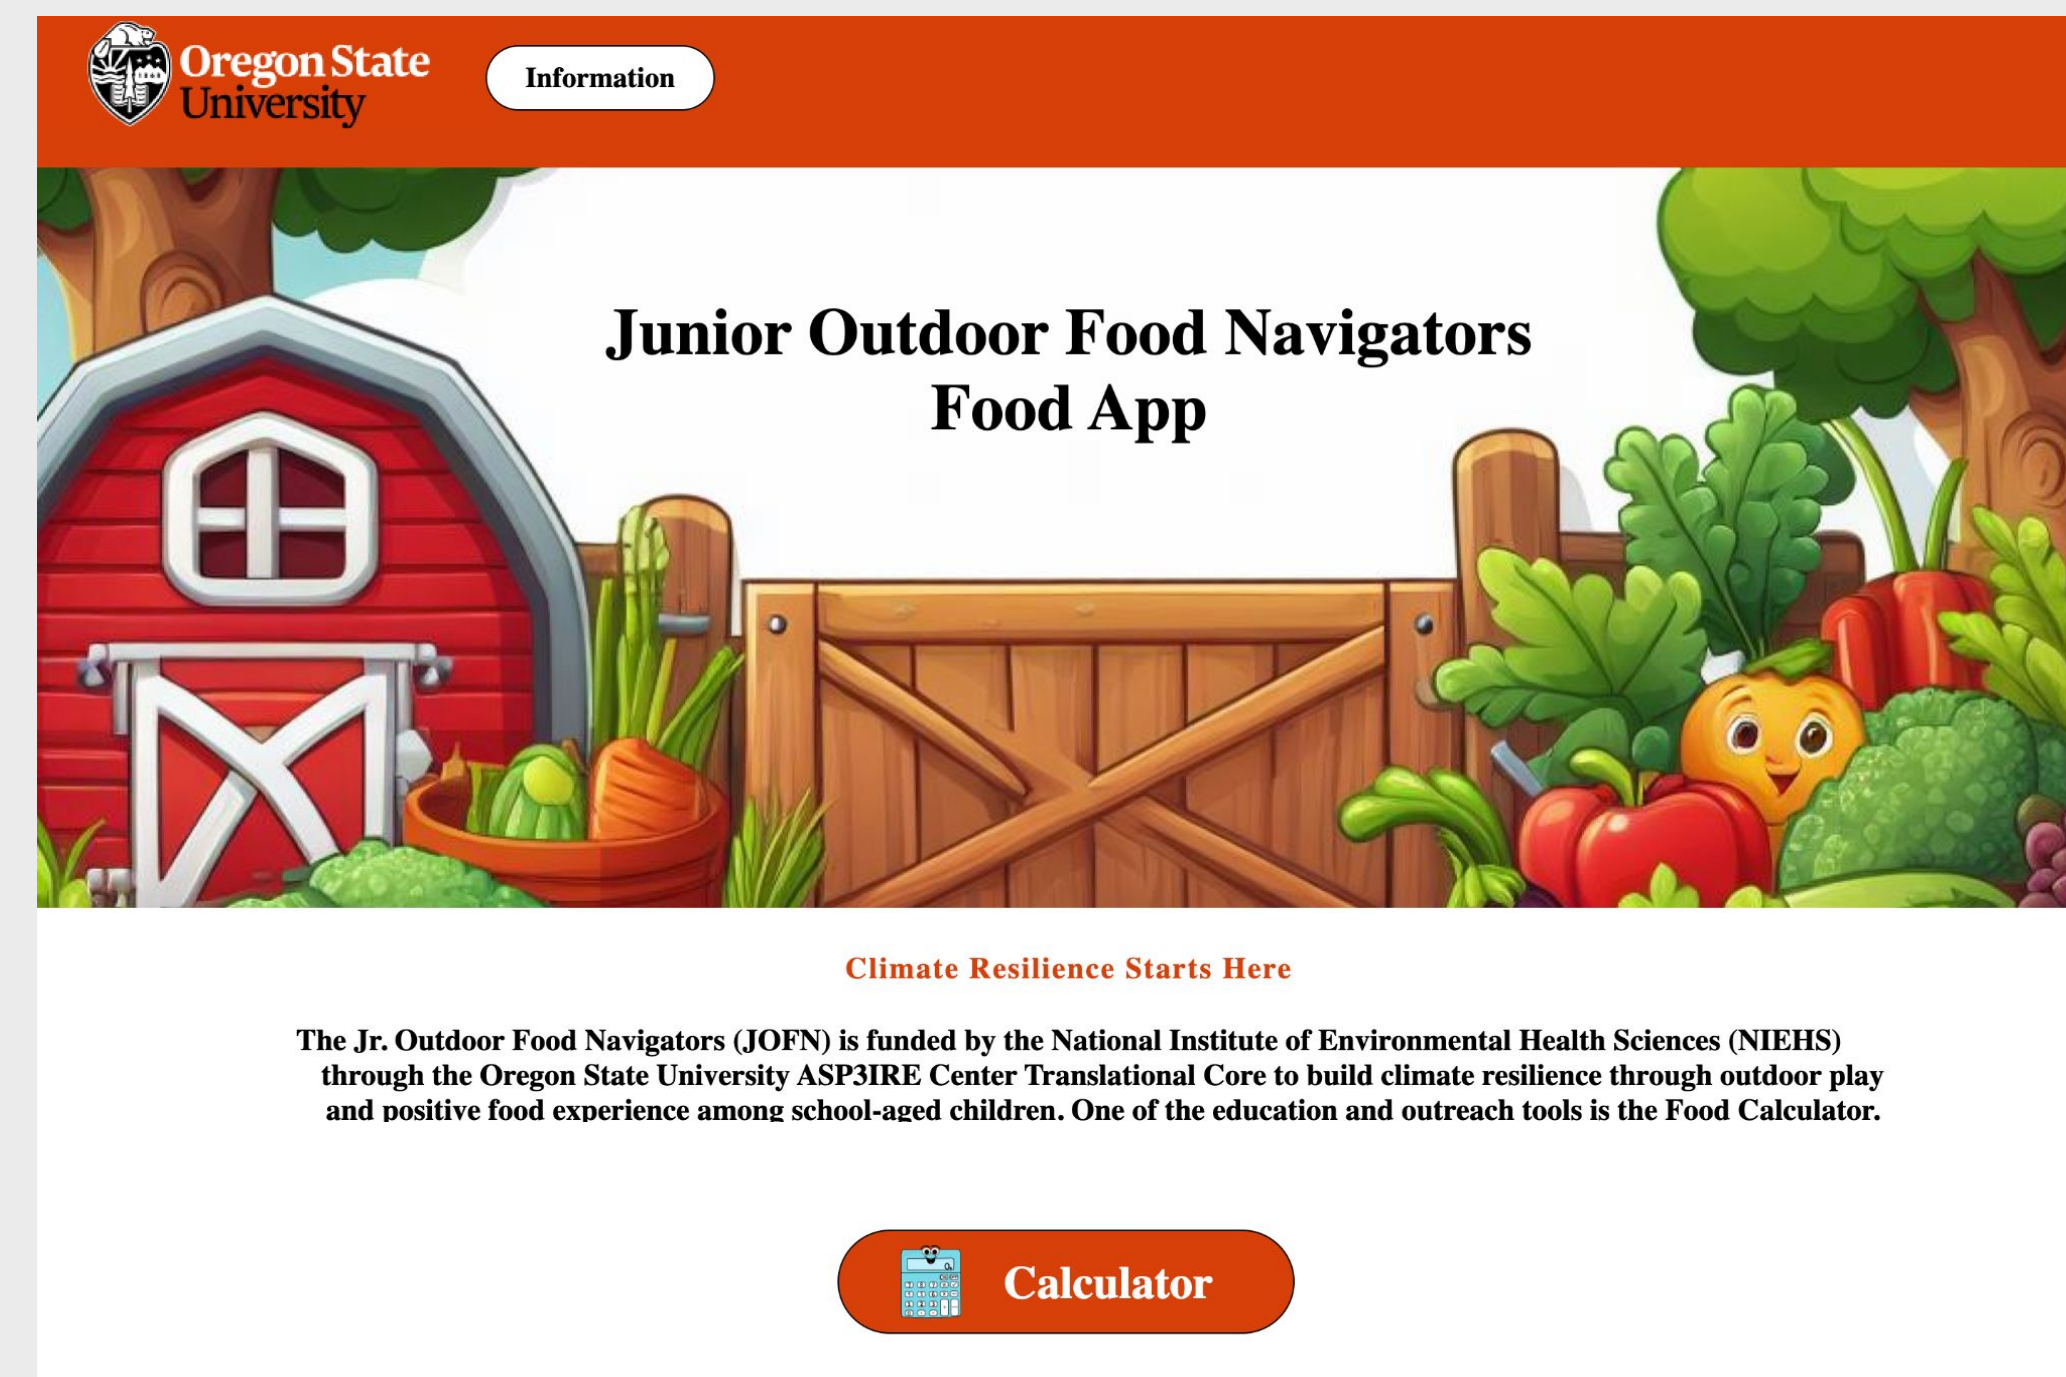 Oregon State
University
Information
Junior Outdoor Food Navigators
Food App
Climate Resilience Starts Here
The Jr. Outdoor Food Navigators (JOFN) is funded by the National Institute of Environmental Health Sciences (NIEHS)
through the Oregon State University ASP3IRE Center Translational Core to build climate resilience through outdoor play
and positive food experience among school-aged children. One of the education and outreach tools is the Food Calculator.
Calculator